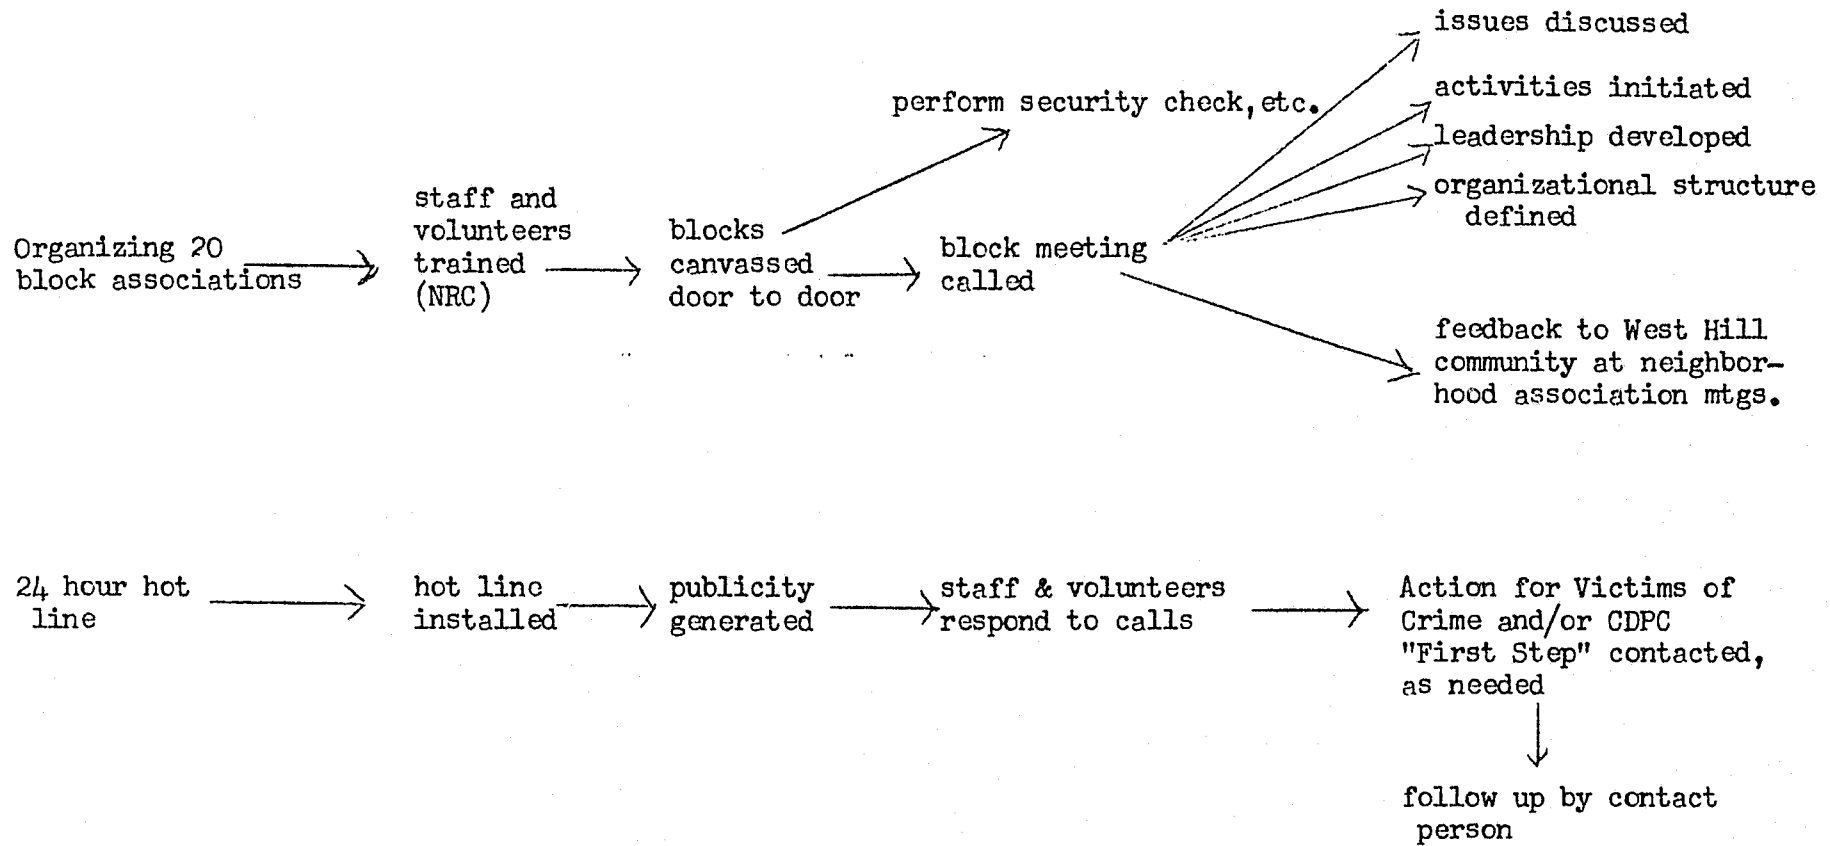 issues discussed
activities initiated
perform security check, etc.
leadership developed
organizational structure
defined
staff and
volunteers
trained
(NRC)
blocks
canvassed
door to door
Organizing 20
block associations
block meeting
called
feedback to West Hill
community at neighbor-
hood association mtgs.
24 hour hot
line
hot line
installed
publicity
generated
staff & volunteers
respond to calls
Action for Victims of
Crime and/or CDPC
"First Step" contacted,
as needed
follow up by contact
person